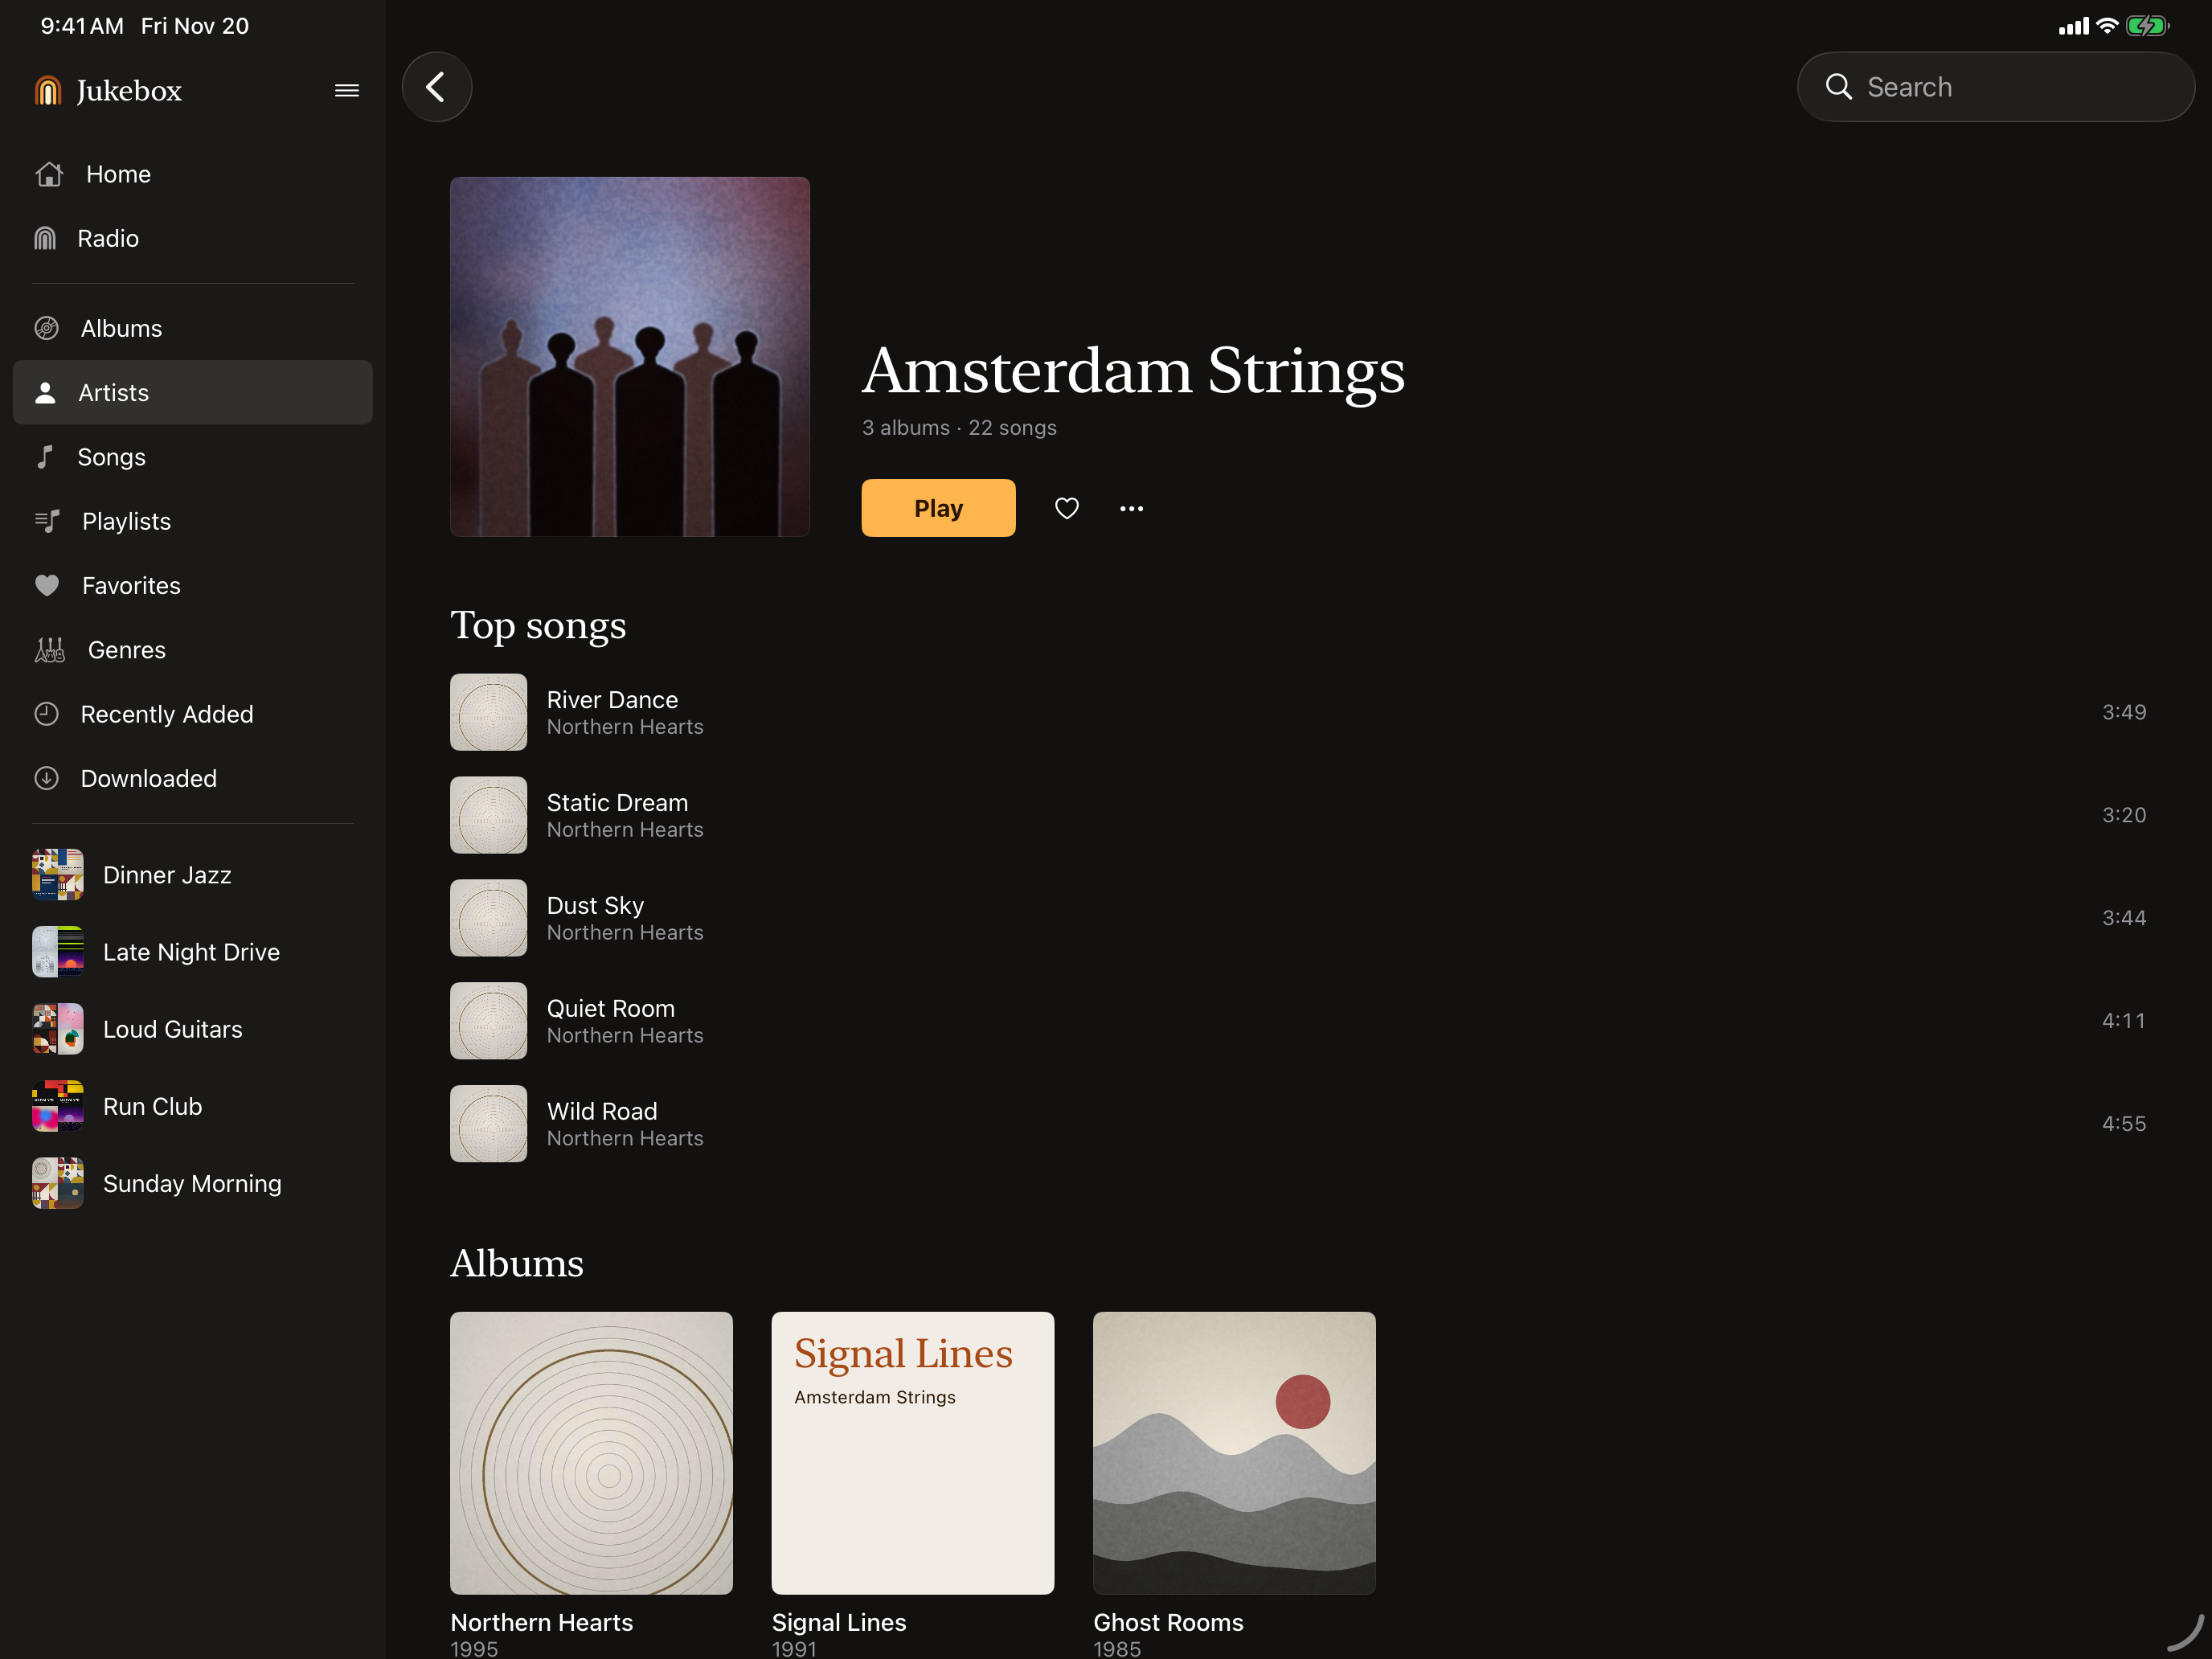 9:41 AM Fri Nov 20
Jukebox
Search
Home
Radio
Albums
Artists
Songs
Playlists
Favorites
Genres
Recently Added
Downloaded
Dinner Jazz
Late Night Drive
Loud Guitars
Run Club
Sunday Morning
Amsterdam Strings
3 albums · 22 songs
Play
Top songs
River Dance
Northern Hearts
3:49
Static Dream
Northern Hearts
3:20
Dust Sky
Northern Hearts
3:44
Quiet Room
Northern Hearts
4:11
Wild Road
Northern Hearts
4:55
Albums
Signal Lines
Amsterdam Strings
Northern Hearts
1995
Signal Lines
1991
Ghost Rooms
1985